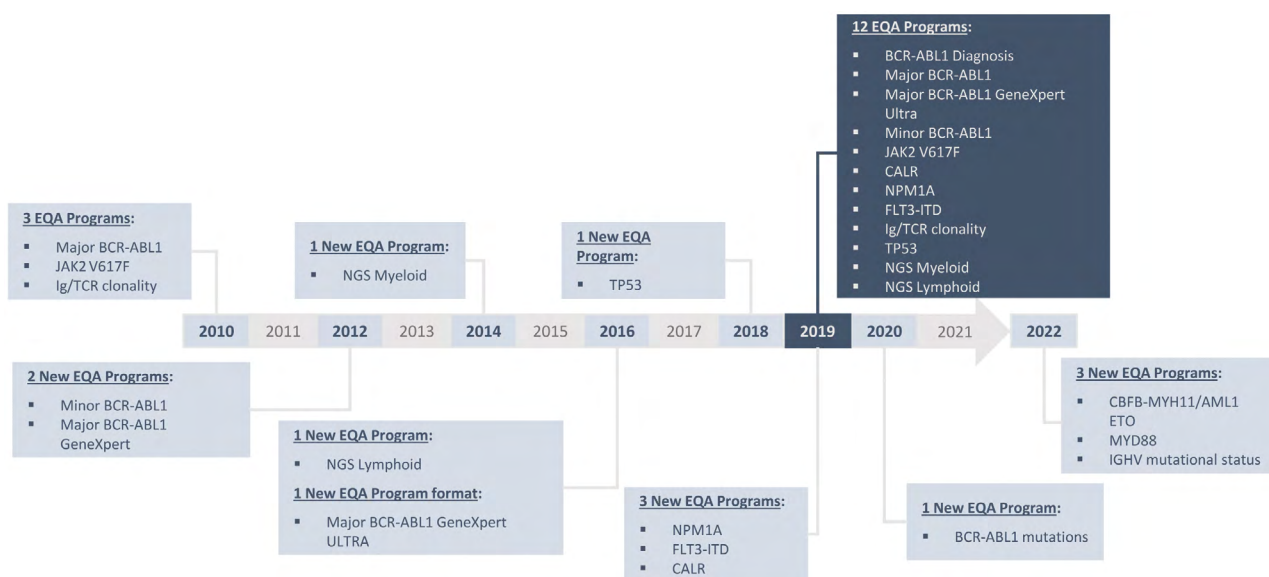 12 EQA Programs:
▪ BCR-ABL1 Diagnosis
▪ Major BCR-ABL1
▪ Major BCR-ABL1 GeneXpert
Ultra
▪ Minor BCR-ABL1
▪ JAK2 V617F
▪ CALR
▪ NPM1A
▪ FLT3-ITD
▪ Ig/TCR clonality
▪ TP53
▪ NGS Myeloid
▪ NGS Lymphoid
3 EQA Programs:
▪ Major BCR-ABL1
▪ JAK2 V617F
▪ Ig/TCR clonality
1 New EQA Program:
▪ NGS Myeloid
1 New EQA
Program:
▪ TP53
2010 2011 2012 2013 2014 2015 2016 2017 2018 2019 2020 2021 2022
2 New EQA Programs:
▪ Minor BCR-ABL1
▪ Major BCR-ABL1
GeneXpert
1 New EQA Program:
▪ NGS Lymphoid
1 New EQA Program format:
▪ Major BCR-ABL1 GeneXpert
ULTRA
3 New EQA Programs:
▪ NPM1A
▪ FLT3-ITD
▪ CALR
1 New EQA Program:
▪ BCR-ABL1 mutations
3 New EQA Programs:
▪ CBFB-MYH11/AML1
ETO
▪ MYD88
▪ IGHV mutational status